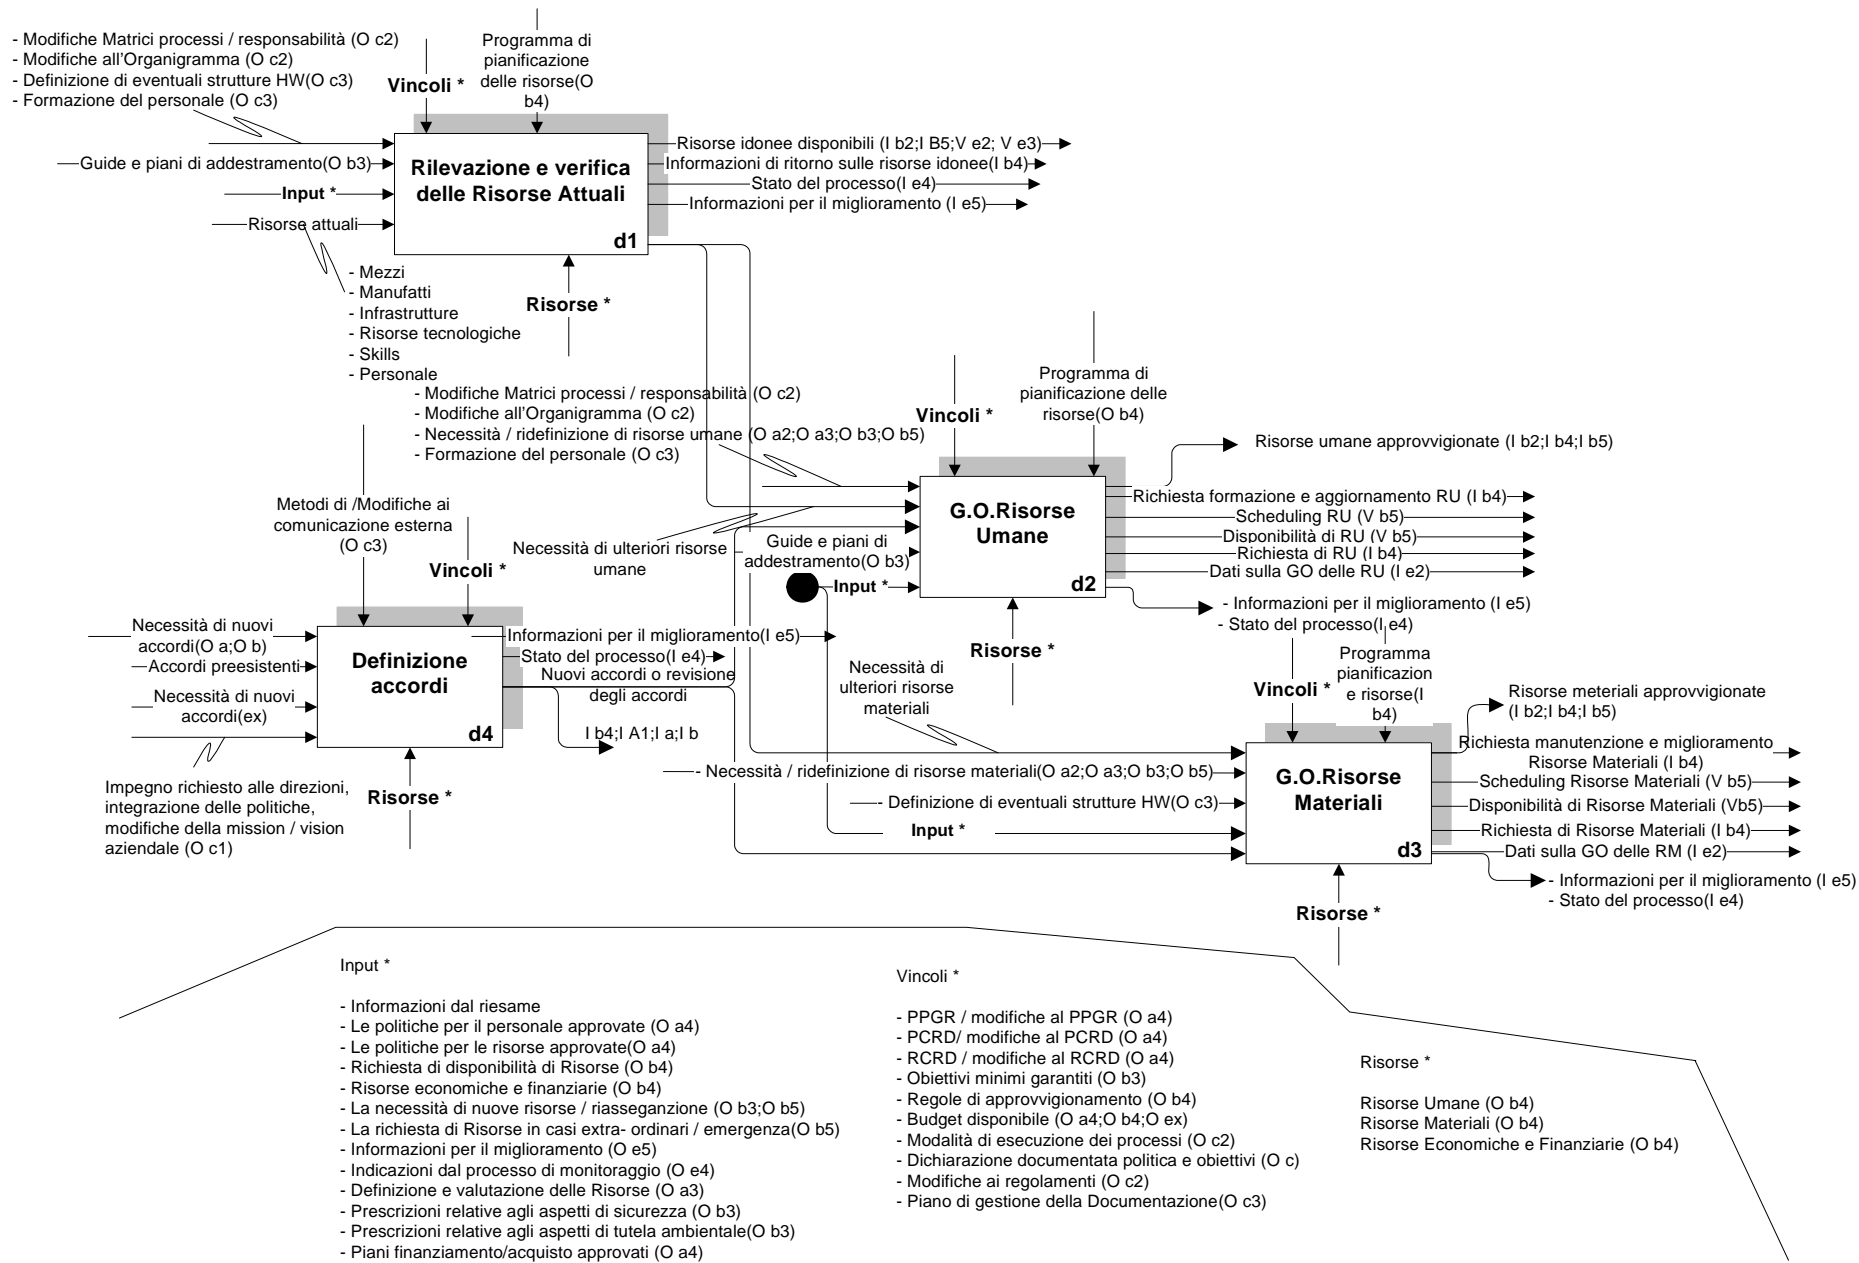 - Modifiche Matrici processi / responsabilità (O c2)
- Modifiche all'Organigramma (O c2)
- Definizione di eventuali strutture HW(O c3)
- Formazione del personale (O c3)
Vincoli *
Programma di
pianificazione
delle risorse(O
b4)
Guide e piani di addestramento(O b3)
Input *
Risorse attuali
Rilevazione e verifica
delle Risorse Attuali
d1
Risorse idonee disponibili (I b2;I B5;V e2; V e3)
Informazioni di ritorno sulle risorse idonee(I b4)
Stato del processo(I e4)
Informazioni per il miglioramento (I e5)
Risorse *
- Mezzi
- Manufatti
- Infrastrutture
- Risorse tecnologiche
- Skills
- Personale
- Modifiche Matrici processi / responsabilità (O c2)
- Modifiche all'Organigramma (O c2)
- Necessità / ridefinizione di risorse umane (O a2;O a3;O b3;O b5)
- Formazione del personale (O c3)
Vincoli *
Programma di
pianificazione delle
risorse(O b4)
Necessità di ulteriori risorse
umane
Guide e piani di
addestramento(O b3)
Input *
G.O.Risorse
Umane
d2
Risorse umane approvvigionate (I b2;I b4;I b5)
Richiesta formazione e aggiornamento RU (I b4)
Scheduling RU (V b5)
Disponibilità di RU (V b5)
Richiesta di RU (I b4)
Dati sulla GO delle RU (I e2)
- Informazioni per il miglioramento (I e5)
- Stato del processo(I e4)
Risorse *
Metodi di /Modifiche ai
comunicazione esterna
(O c3)
Vincoli *
Necessità di nuovi
accordi(O a;O b)
Accordi preesistenti
Necessità di nuovi
accordi(ex)
Impegno richiesto alle direzioni,
integrazione delle politiche,
modifiche della mission / vision
aziendale (O c1)
Definizione
accordi
d4
Informazioni per il miglioramento(I e5)
Stato del processo(I e4)
Nuovi accordi o revisione
degli accordi
I b4;I A1;I a;I b
Risorse *
Necessità di
ulteriori risorse
materiali
- Necessità / ridefinizione di risorse materiali(O a2;O a3;O b3;O b5)
- Definizione di eventuali strutture HW(O c3)
Input *
Vincoli *
Programma
pianificazion
e risorse(I
b4)
G.O.Risorse
Materiali
d3
Risorse meteriali approvvigionate
(I b2;I b4;I b5)
Richiesta manutenzione e miglioramento
Risorse Materiali (I b4)
Scheduling Risorse Materiali (V b5)
Disponibilità di Risorse Materiali (Vb5)
Richiesta di Risorse Materiali (I b4)
Dati sulla GO delle RM (I e2)
- Informazioni per il miglioramento (I e5)
- Stato del processo(I e4)
Risorse *
Input *
- Informazioni dal riesame
- Le politiche per il personale approvate (O a4)
- Le politiche per le risorse approvate(O a4)
- Richiesta di disponibilità di Risorse (O b4)
- Risorse economiche e finanziarie (O b4)
- La necessità di nuove risorse / riasseganzione (O b3;O b5)
- La richiesta di Risorse in casi extra- ordinari / emergenza(O b5)
- Informazioni per il miglioramento (O e5)
- Indicazioni dal processo di monitoraggio (O e4)
- Definizione e valutazione delle Risorse (O a3)
- Prescrizioni relative agli aspetti di sicurezza (O b3)
- Prescrizioni relative agli aspetti di tutela ambientale(O b3)
- Piani finanziamento/acquisto approvati (O a4)
Vincoli *
- PPGR / modifiche al PPGR (O a4)
- PCRD/ modifiche al PCRD (O a4)
- RCRD / modifiche al RCRD (O a4)
- Obiettivi minimi garantiti (O b3)
- Regole di approvvigionamento (O b4)
- Budget disponibile (O a4;O b4;O ex)
- Modalità di esecuzione dei processi (O c2)
- Dichiarazione documentata politica e obiettivi (O c)
- Modifiche ai regolamenti (O c2)
- Piano di gestione della Documentazione(O c3)
Risorse *
Risorse Umane (O b4)
Risorse Materiali (O b4)
Risorse Economiche e Finanziarie (O b4)